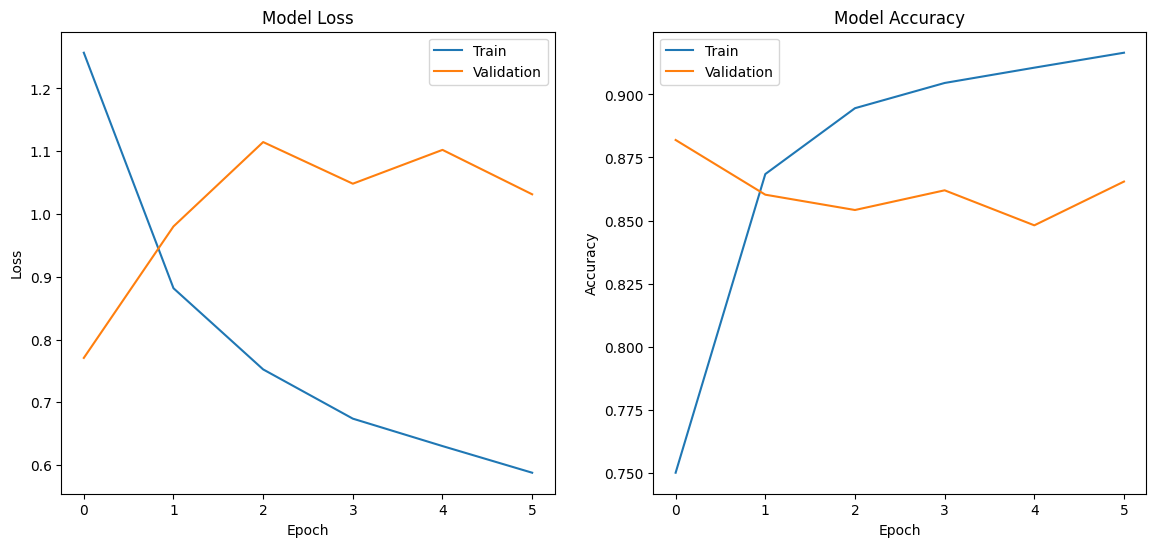 Model Loss
Train
Validation
1.2
1.1
1.0
0.9
0.8
0.7
0.6
Loss
0 1 2 3 4 5
Epoch
Model Accuracy
Train
Validation
0.900
0.875
0.850
0.825
0.800
0.775
0.750
Accuracy
0 1 2 3 4 5
Epoch